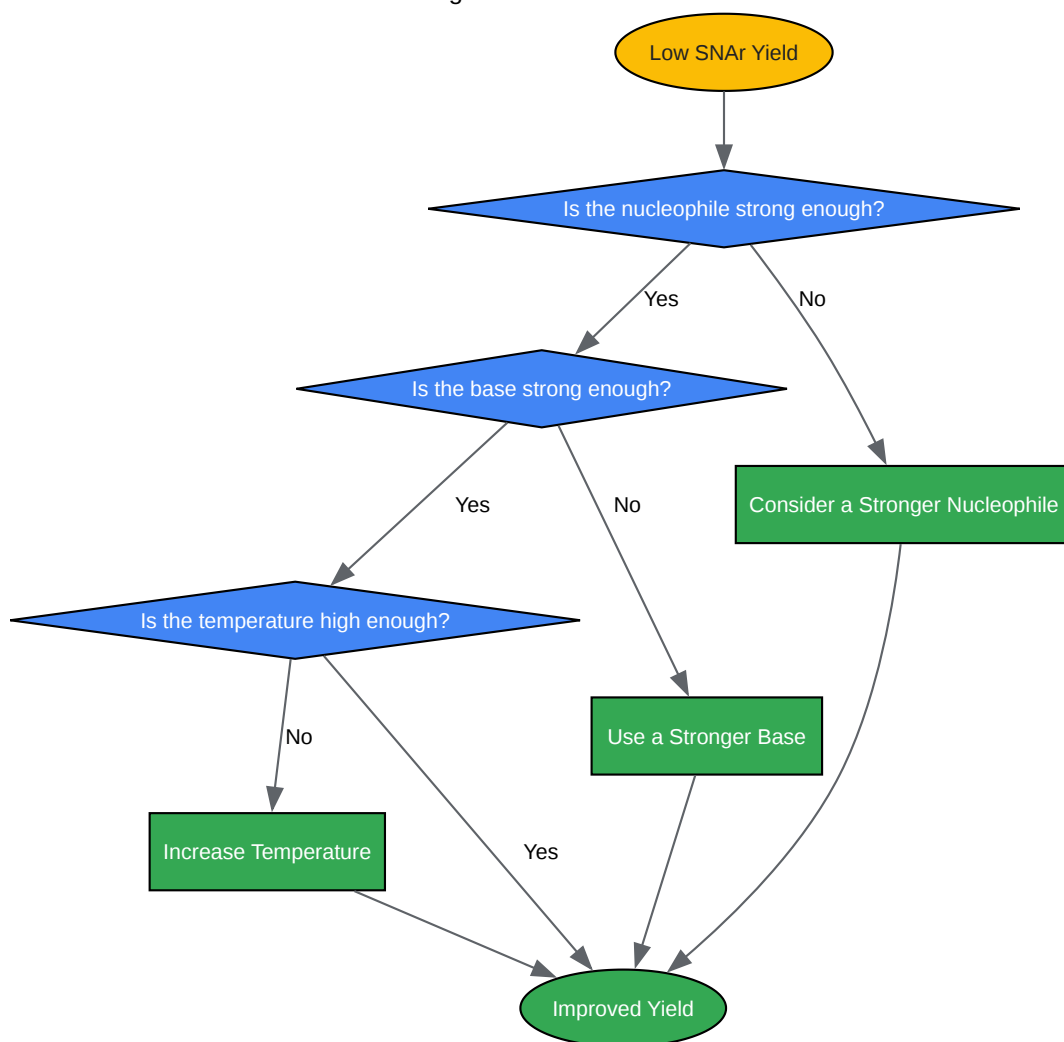 Low SNAr Yield
Is the nucleophile strong enough?
Yes
No
Is the base strong enough?
Yes
No
Consider a Stronger Nucleophile
Is the temperature high enough?
No
Use a Stronger Base
Increase Temperature
Yes
Improved Yield